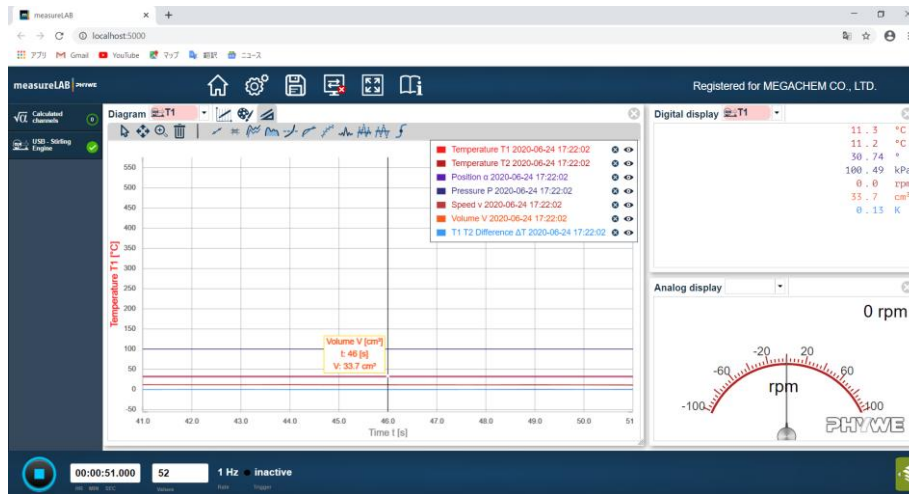 measureLAB
localhost:5000
アプリ Gmail YouTube マップ 翻訳 ニュース
measureLAB PHYWE
Registered for MEGACHEM CO., LTD.
Calculated channels
0
USB - Stirling Engine
Diagram T1
Temperature T1 2020-06-24 17:22:02
Temperature T2 2020-06-24 17:22:02
Position α 2020-06-24 17:22:02
Pressure P 2020-06-24 17:22:02
Speed v 2020-06-24 17:22:02
Volume V 2020-06-24 17:22:02
T1 T2 Difference ΔT 2020-06-24 17:22:02
Temperature T1 [°C]
550
500
450
400
350
300
250
200
150
100
50
0
-50
Volume V [cm³]
t: 46 [s]
V: 33.7 cm³
41.0 42.0 43.0 44.0 45.0 46.0 47.0 48.0 49.0 50.0 51
Time t [s]
Digital display T1
11.3 °C
11.2 °C
30.74 °
100.49 kPa
0.0 rpm
33.7 cm³
0.13 K
Analog display
0 rpm
-100 -60 -20 20 60 100
rpm
PHYWE
00:00:51.000 52 1 Hz inactive
HH MIN SEC Values Rate Trigger